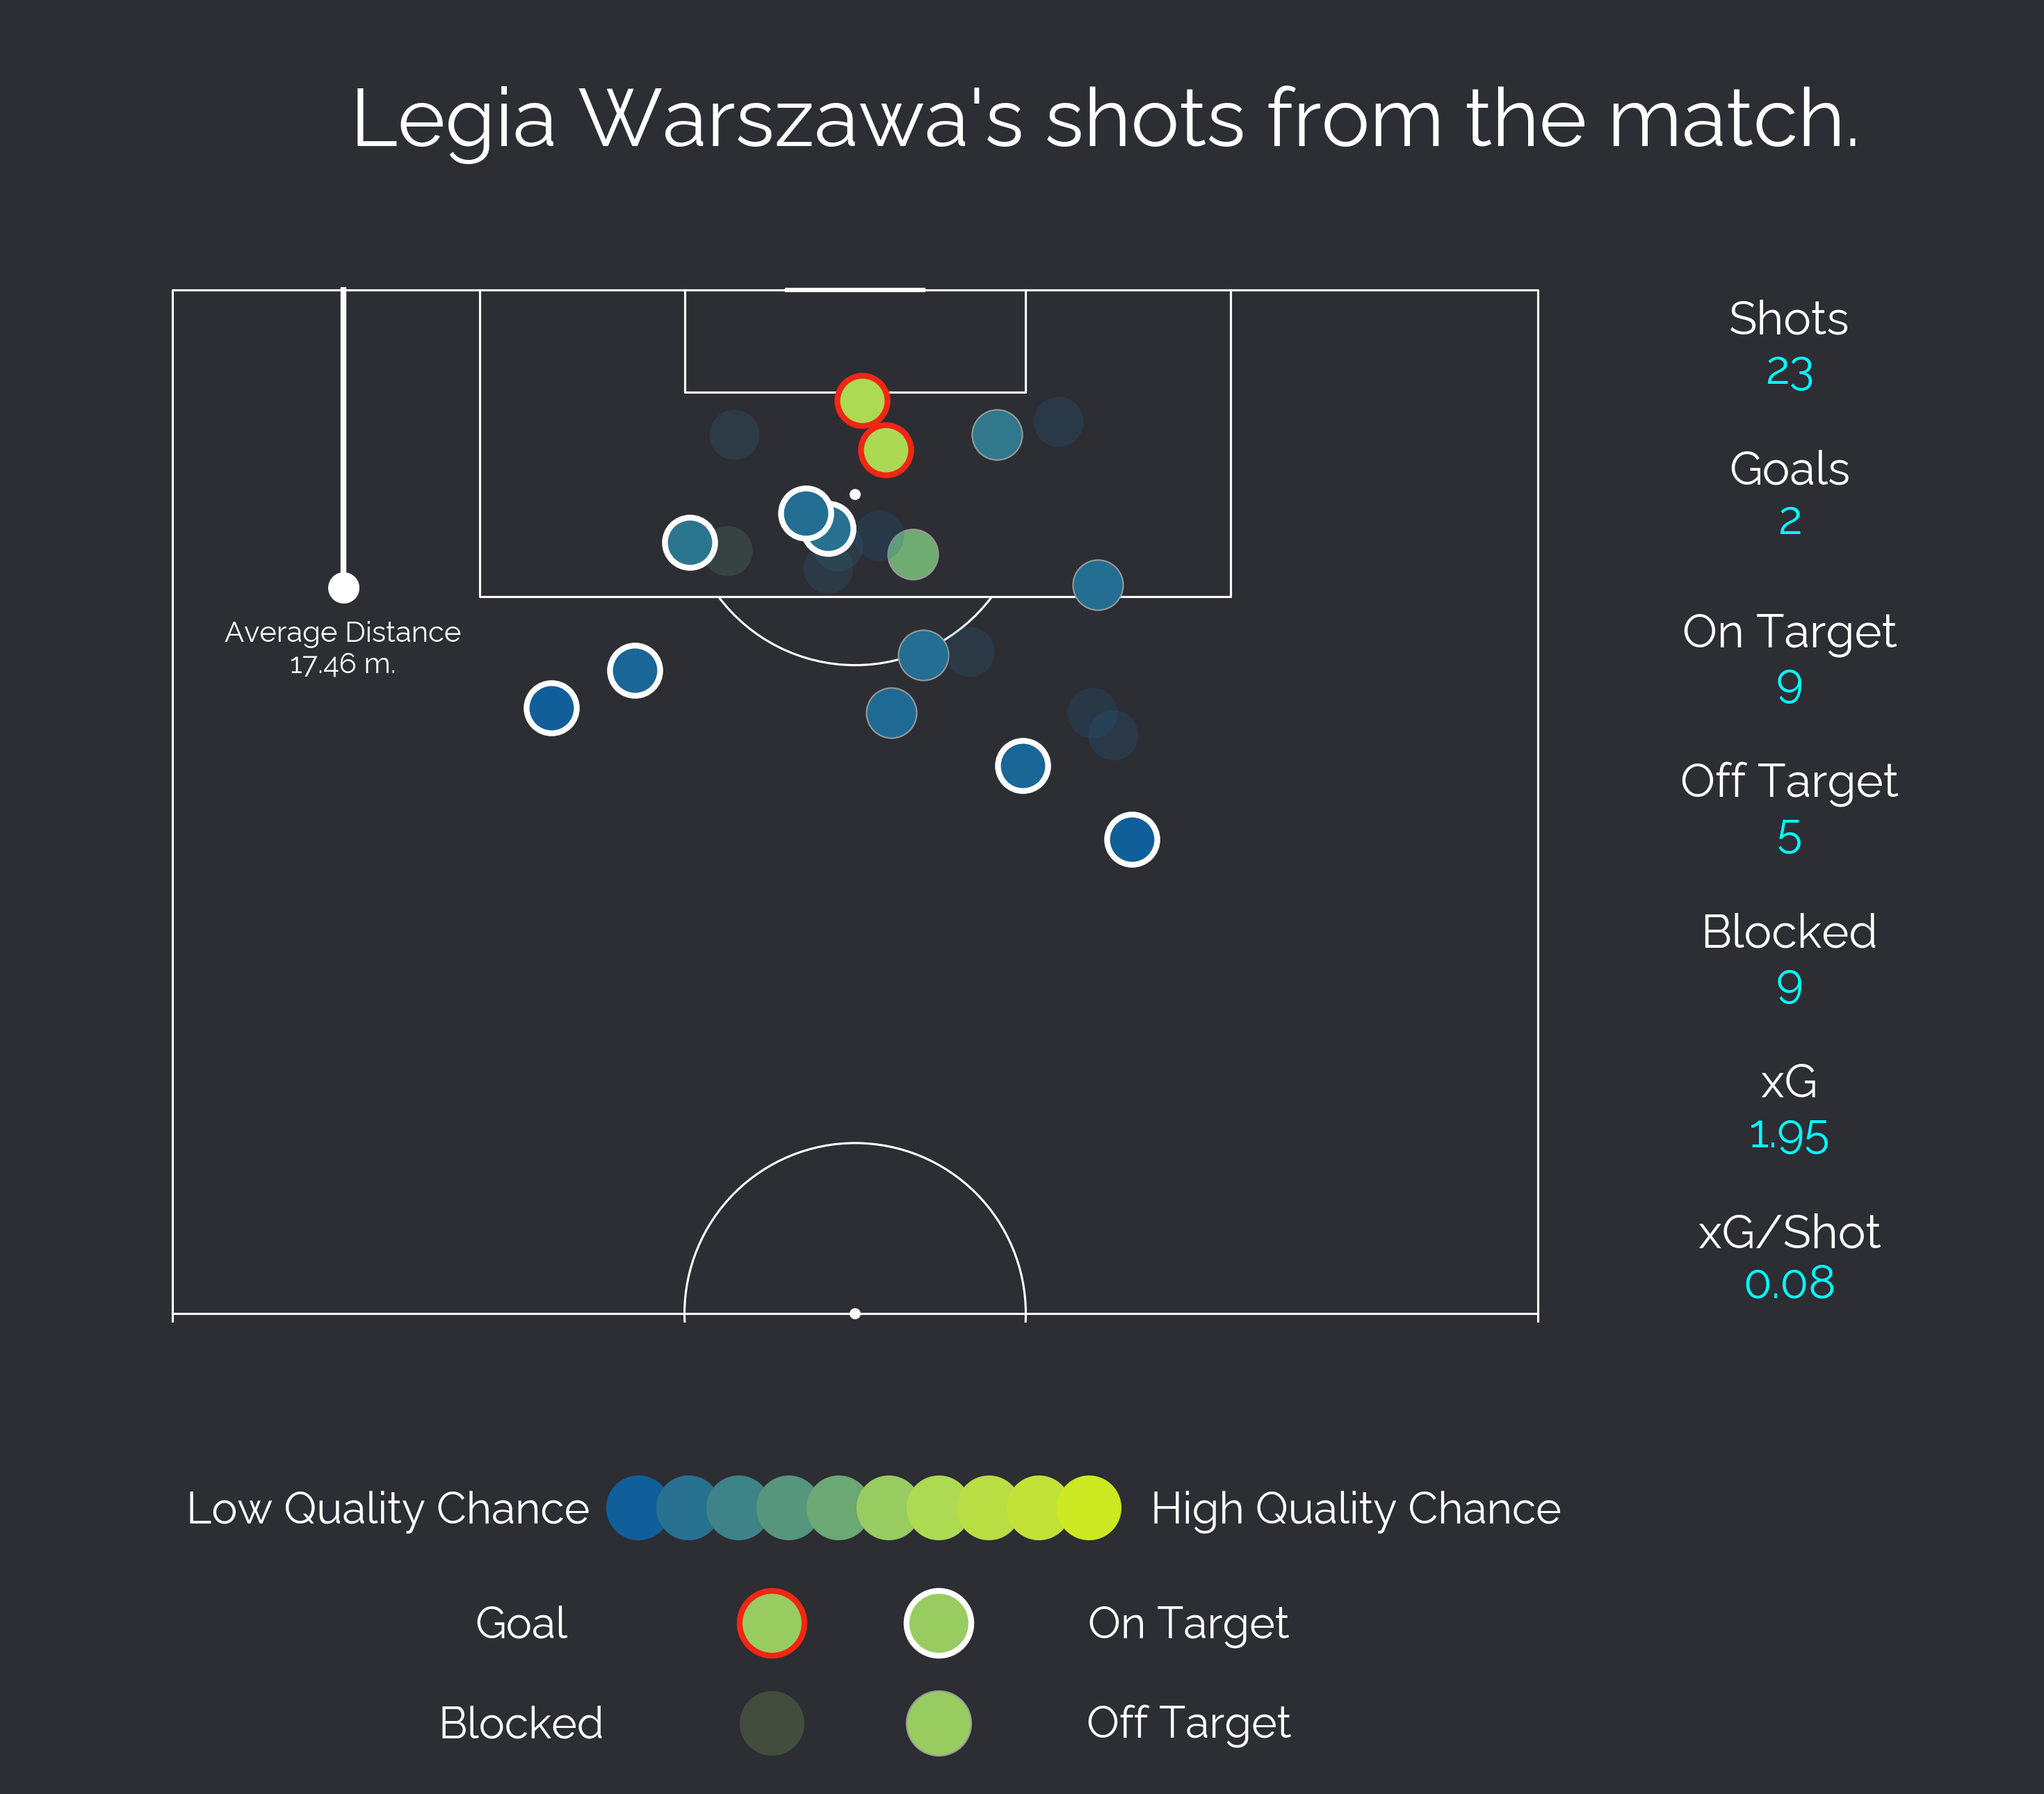 Legia Warszawa's shots from the match.
Average Distance
17.46 m.
Shots
23
Goals
2
On Target
9
Off Target
5
Blocked
9
xG
1.95
xG/Shot
0.08
Low Quality Chance
High Quality Chance
Goal
On Target
Blocked
Off Target